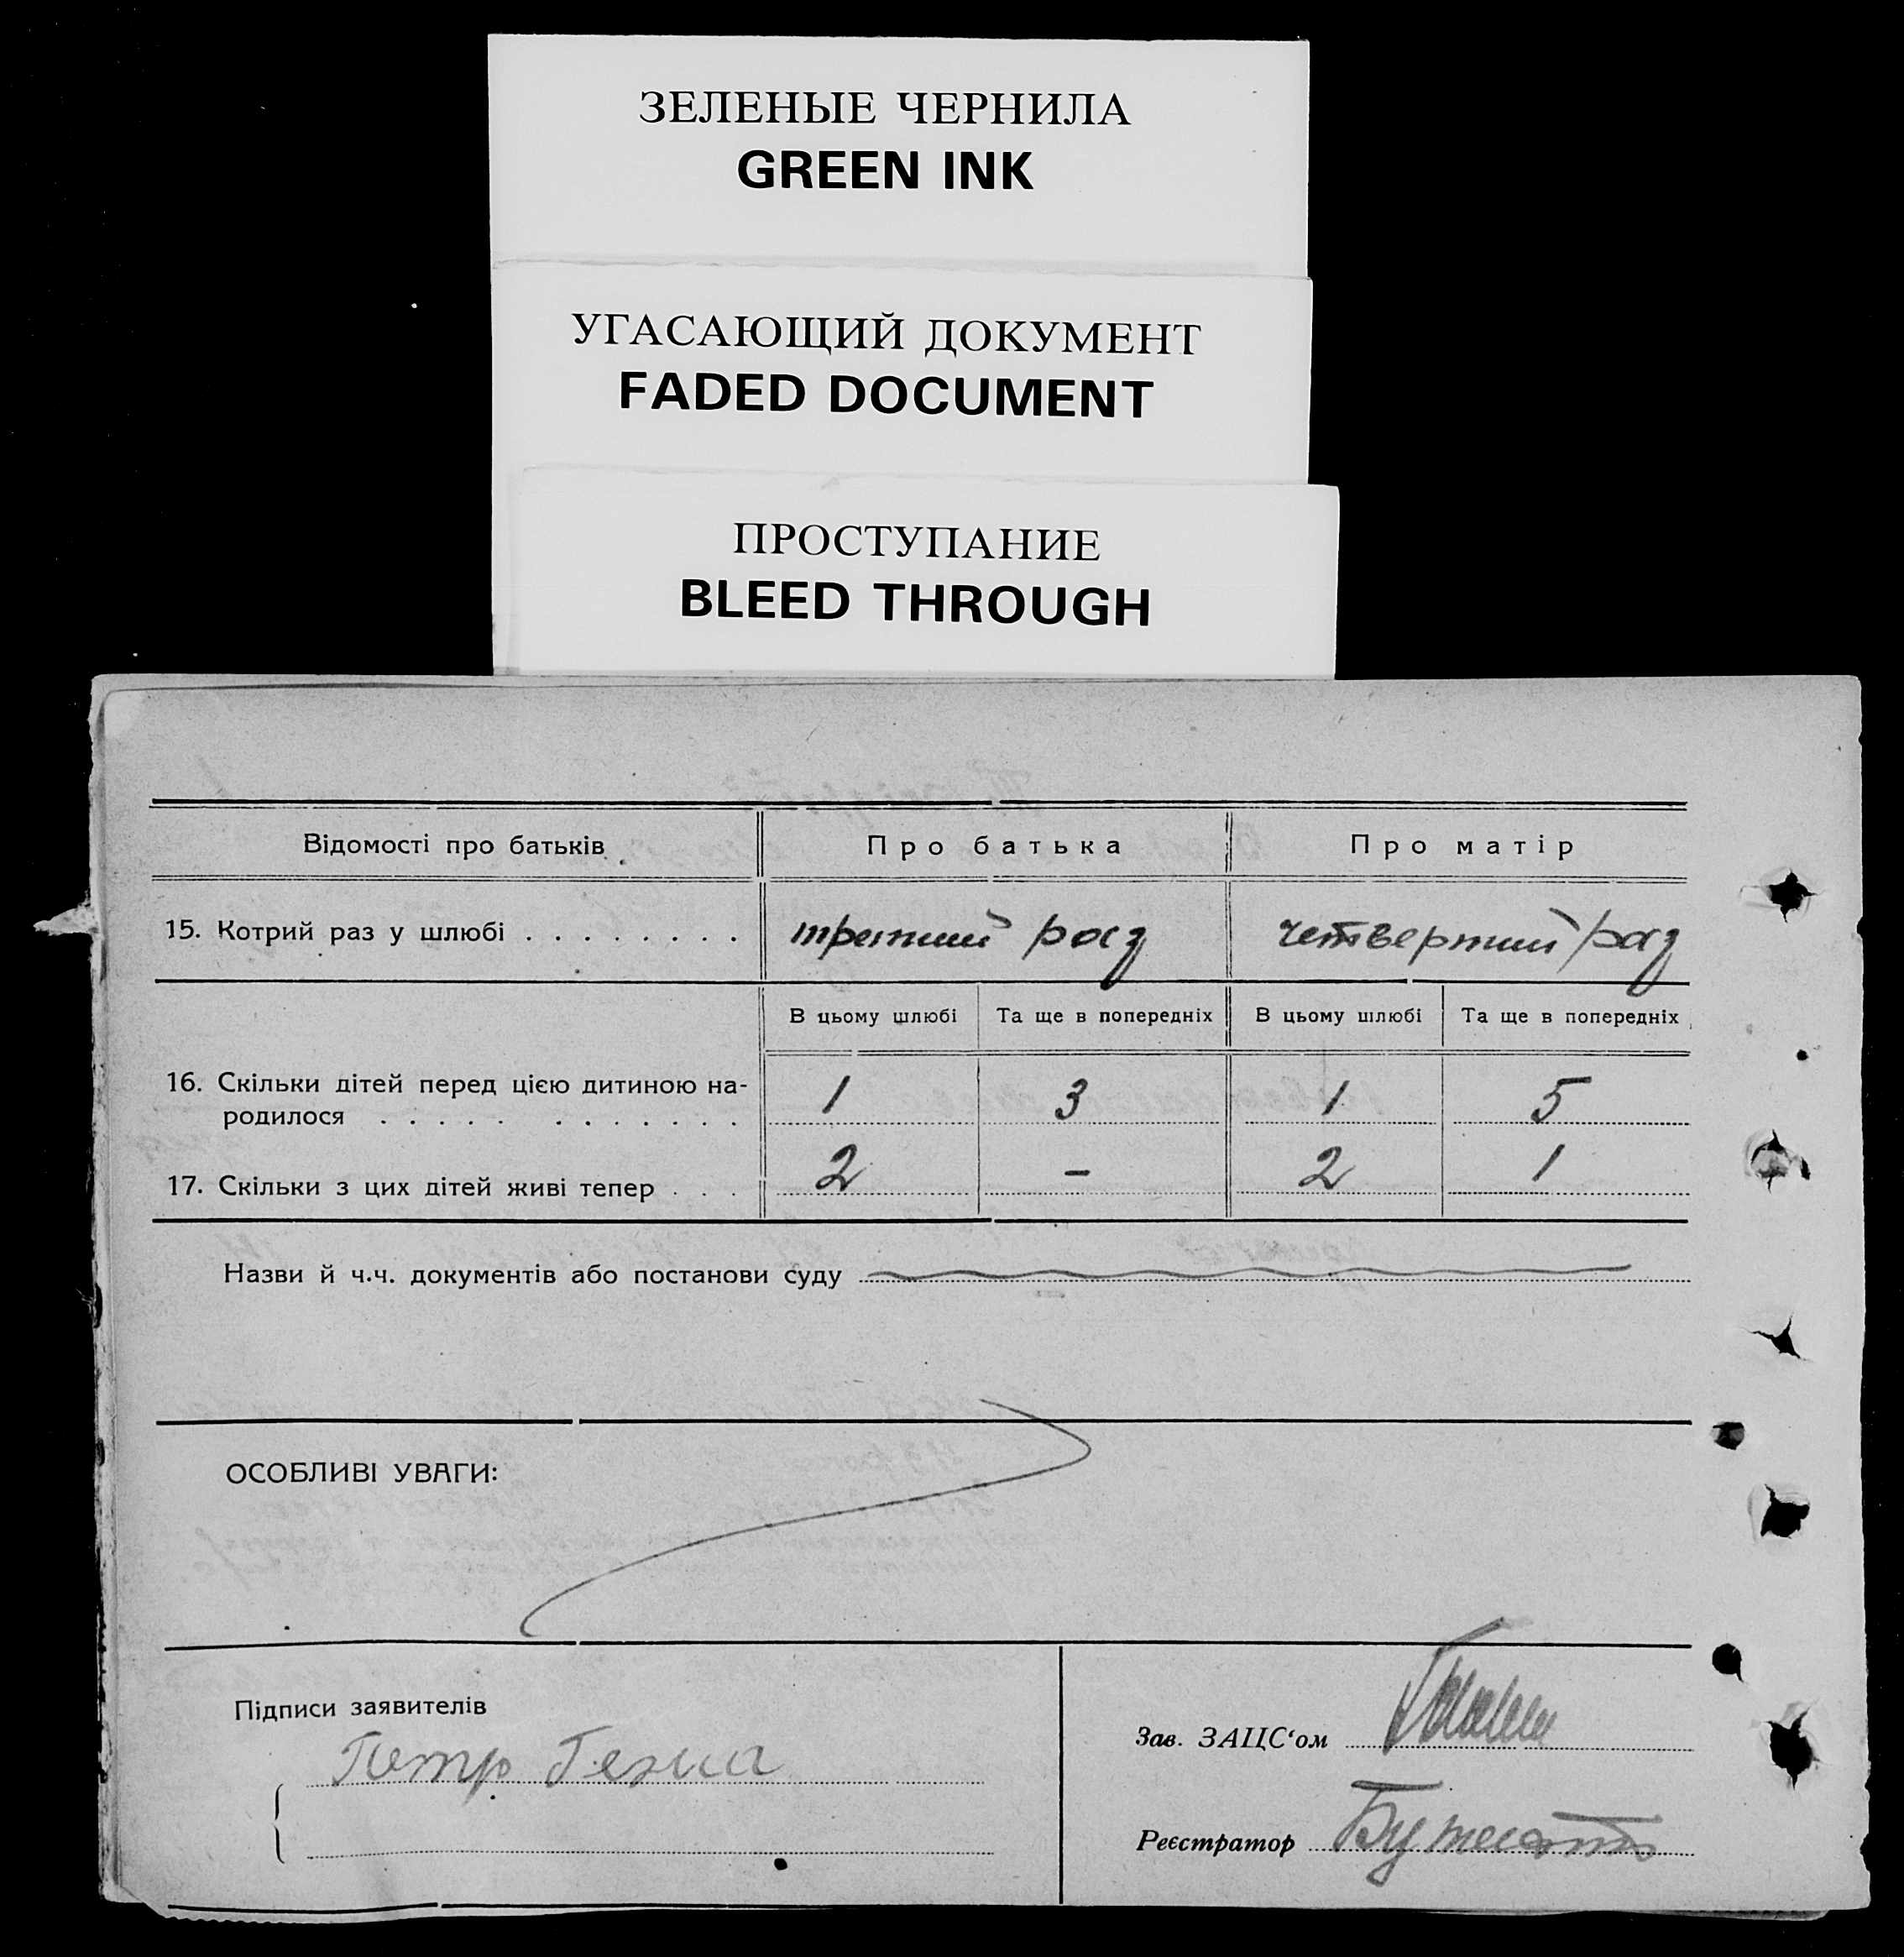 ЗЕЛЕНЫЕ ЧЕРНИЛА
GREEN INK
УГАСАЮЩИЙ ДОКУМЕНТ
FADED DOCUMENT
ПРОСТУПАНИЕ
BLEED THROUGH
Відомості про батьків
Про батька
Про матір
15. Котрий раз у шлюбі
третий раз
четвертий раз
В цьому шлюбі
Та ще в попередніх
В цьому шлюбі
Та ще в попередніх
16. Скільки дітей перед цією дитиною на-
родилося
1 3 1 5
17. Скільки з цих дітей живі тепер
2 – 2 1
Назви й ч.ч. документів або постанови суду
ОСОБЛИВІ УВАГИ:
Підписи заявителів
Петр
Зав. ЗАЦС‘ом
Реєстратор